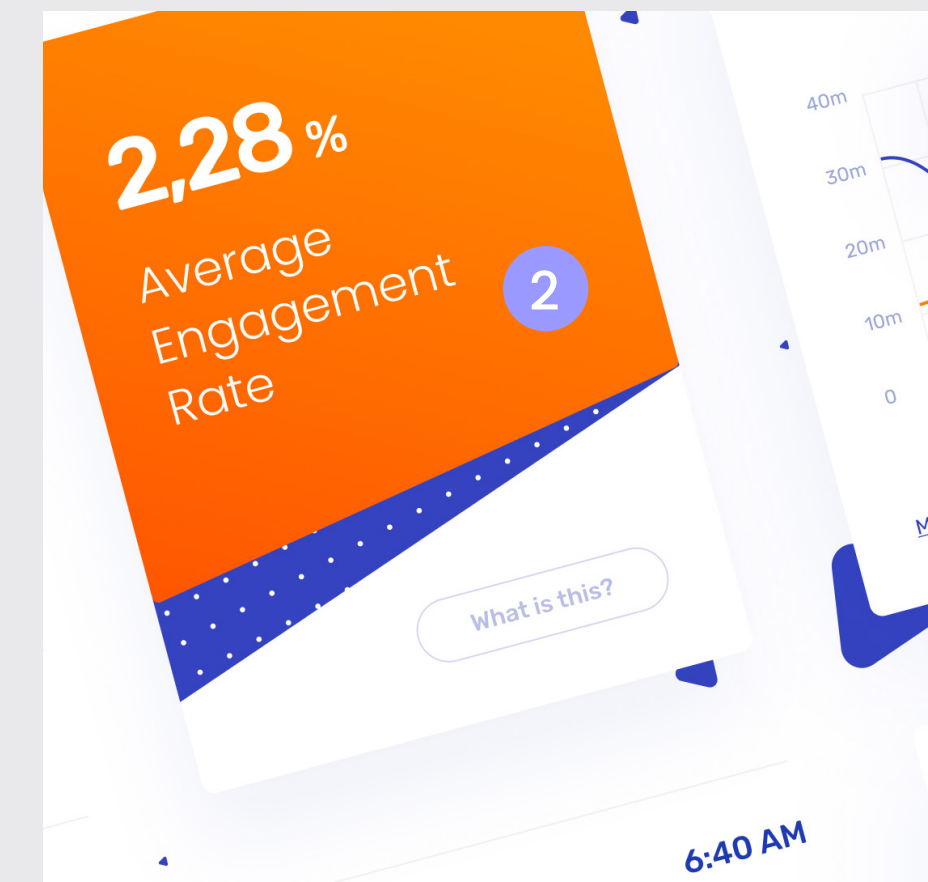 2,28 %
Average
Engagement
Rate
2
What is this?
40m
30m
20m
10m
0
6:40 AM